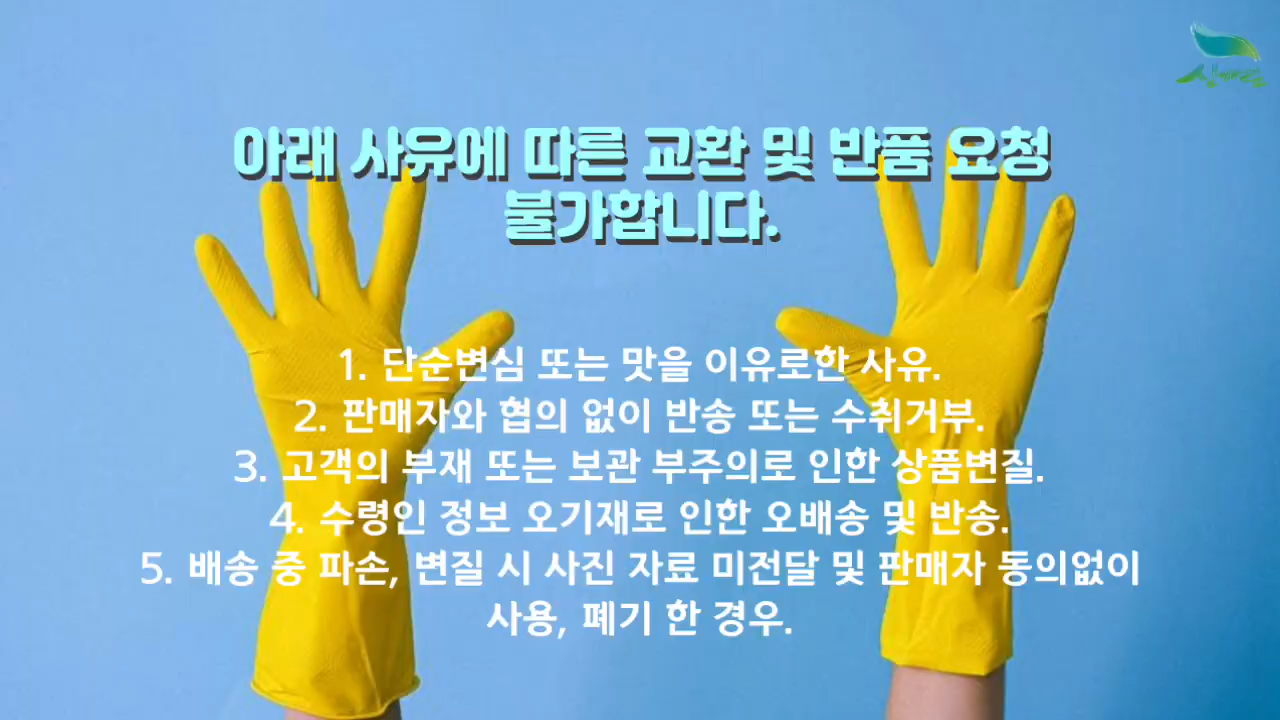 아래 사유에 따른 교환 및 반품 요청
불가합니다.
1. 단순변심 또는 맛을 이유로한 사유.
2. 판매자와 협의 없이 반송 또는 수취거부.
3. 고객의 부재 또는 보관 부주의로 인한 상품변질.
4. 수령인 정보 오기재로 인한 오배송 및 반송.
5. 배송 중 파손, 변질 시 사진 자료 미전달 및 판매자 동의없이
사용, 폐기 한 경우.